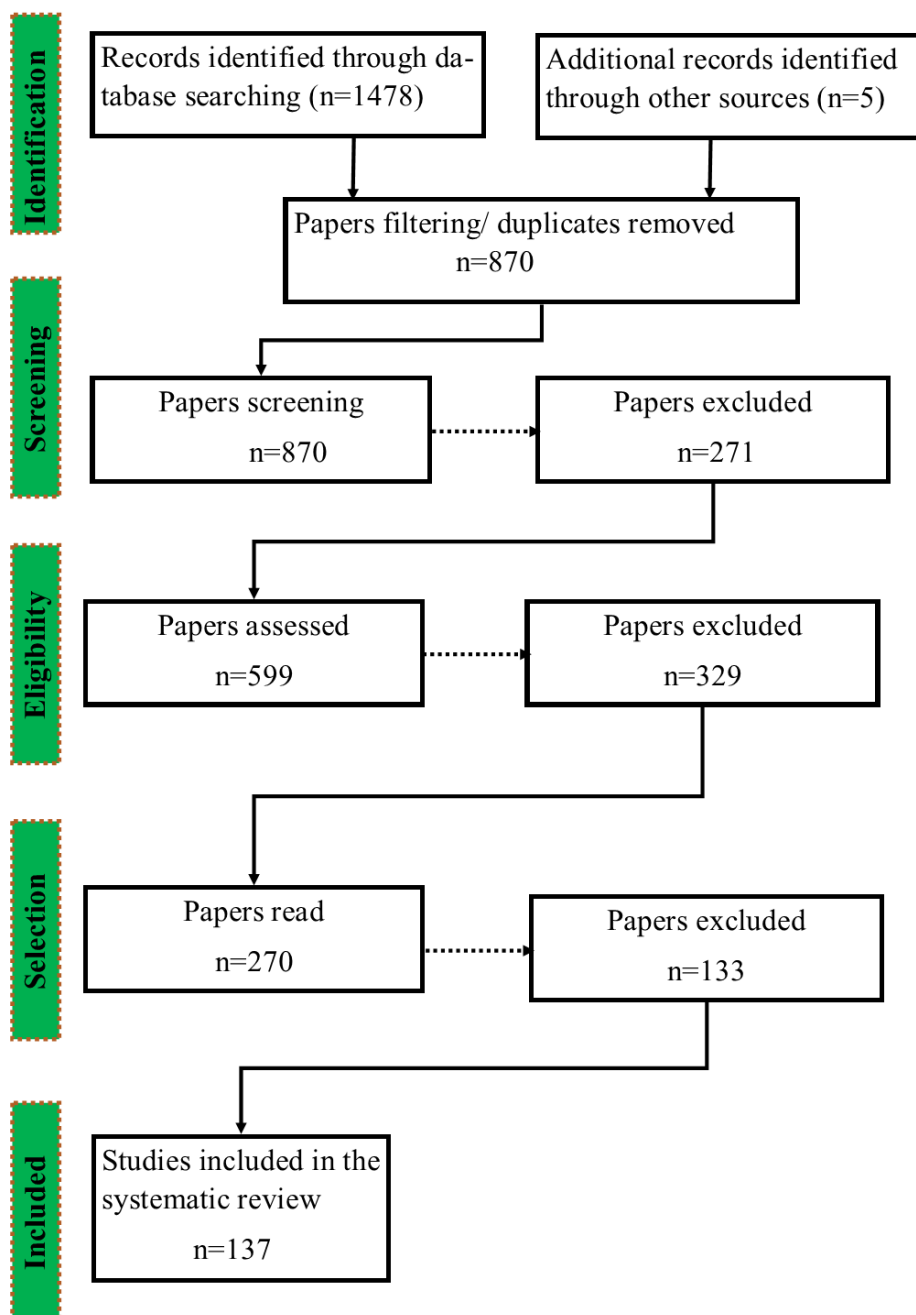 Identification
Records identified through da-
tabase searching (n=1478)
Additional records identified
through other sources (n=5)
Papers filtering/ duplicates removed
n=870
Screening
Papers screening
n=870
Papers excluded
n=271
Eligibility
Papers assessed
n=599
Papers excluded
n=329
Selection
Papers read
n=270
Papers excluded
n=133
Included
Studies included in the
systematic review
n=137